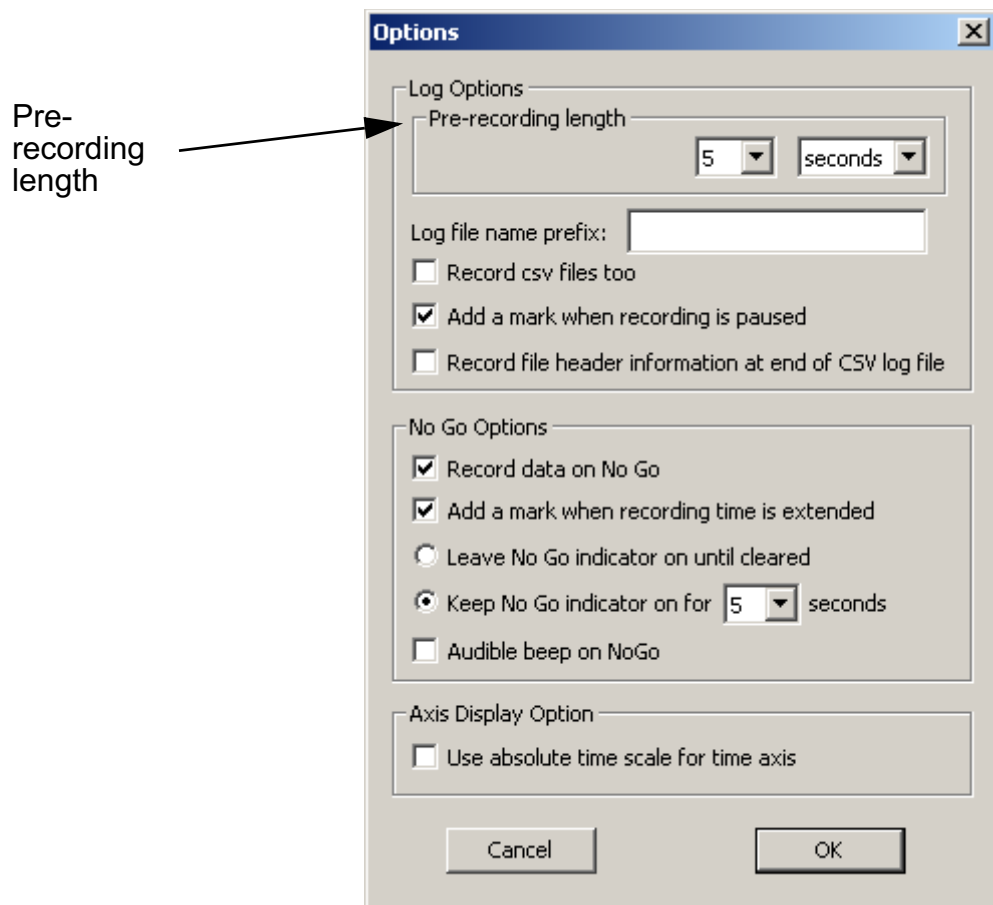 Options
Pre-
recording
length
Log Options
Pre-recording length
5 seconds
Log file name prefix:
Record csv files too
Add a mark when recording is paused
Record file header information at end of CSV log file
No Go Options
Record data on No Go
Add a mark when recording time is extended
Leave No Go indicator on until cleared
Keep No Go indicator on for 5 seconds
Audible beep on NoGo
Axis Display Option
Use absolute time scale for time axis
Cancel OK